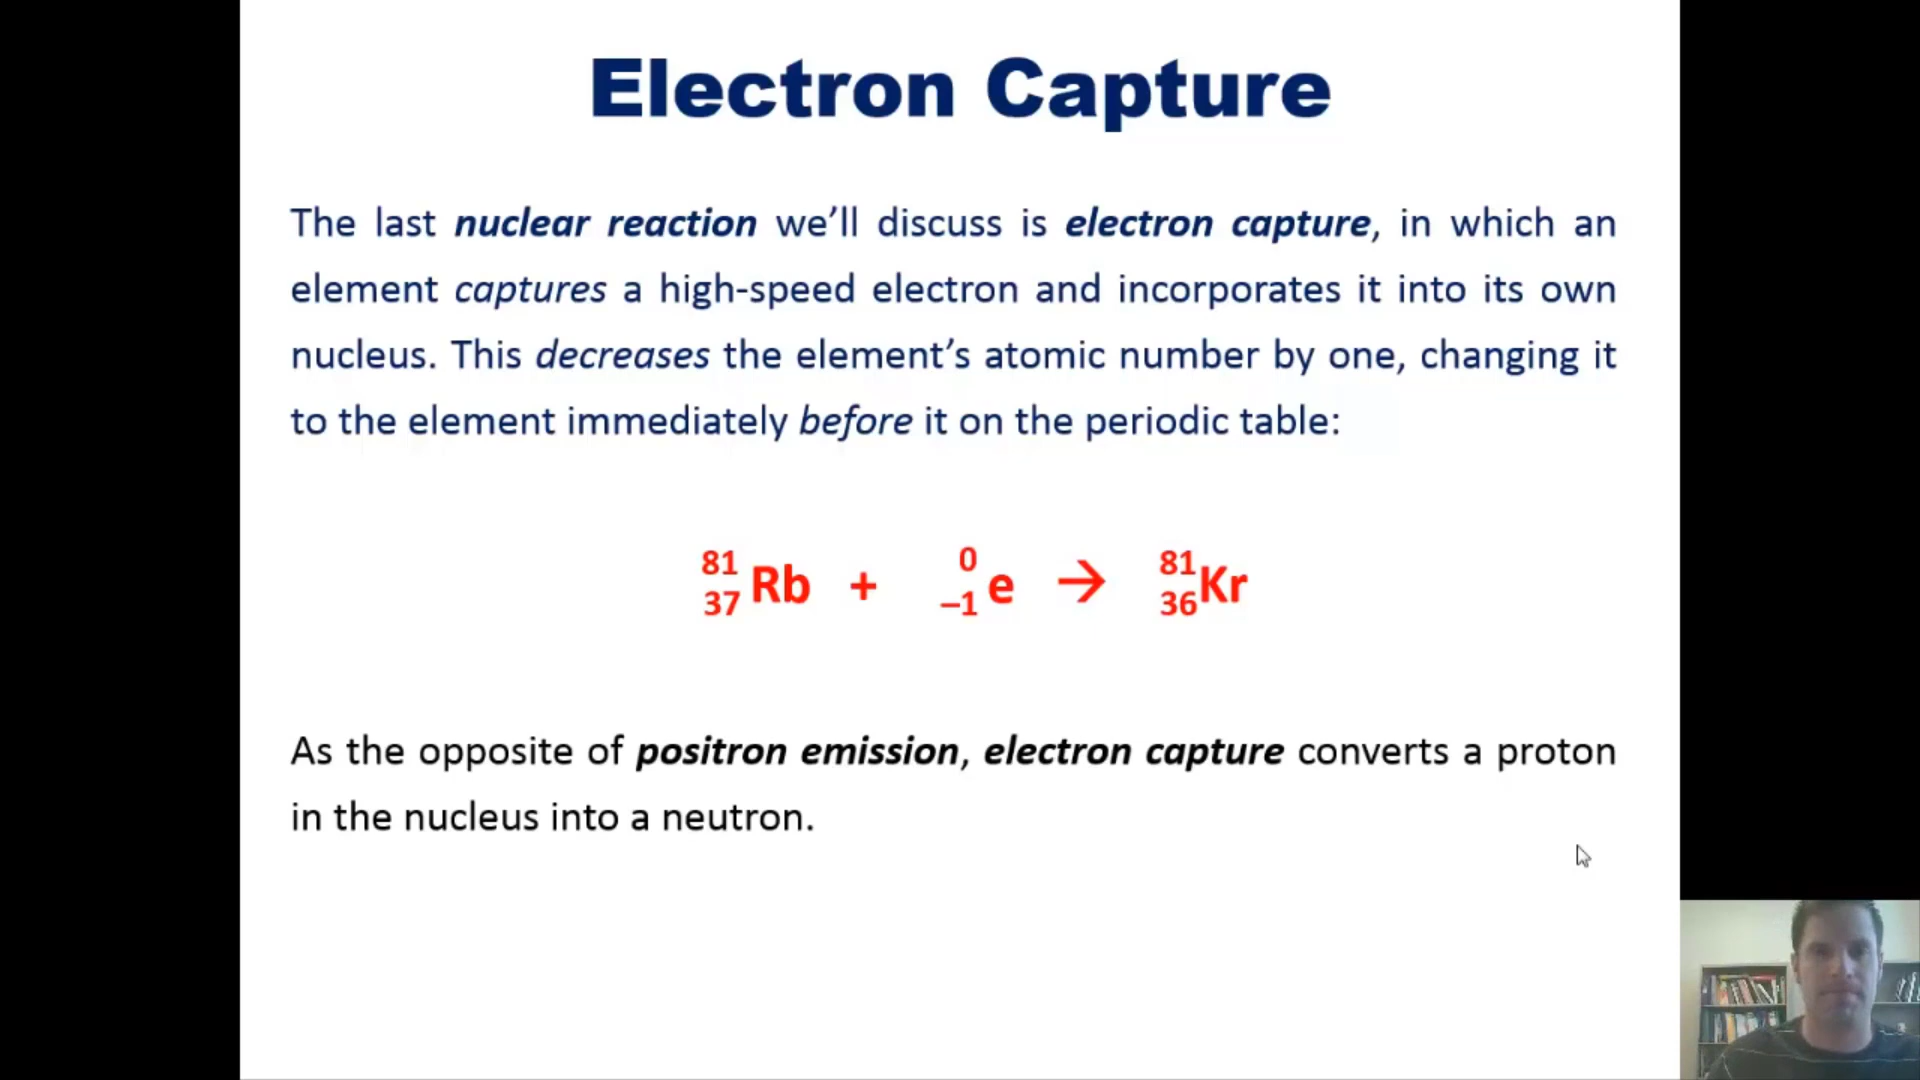 Electron Capture
The last nuclear reaction we’ll discuss is electron capture, in which an
element captures a high-speed electron and incorporates it into its own
nucleus. This decreases the element’s atomic number by one, changing it
to the element immediately before it on the periodic table:
81 37 Rb + 0 –1 e → 81 36 Kr
As the opposite of positron emission, electron capture converts a proton
in the nucleus into a neutron.